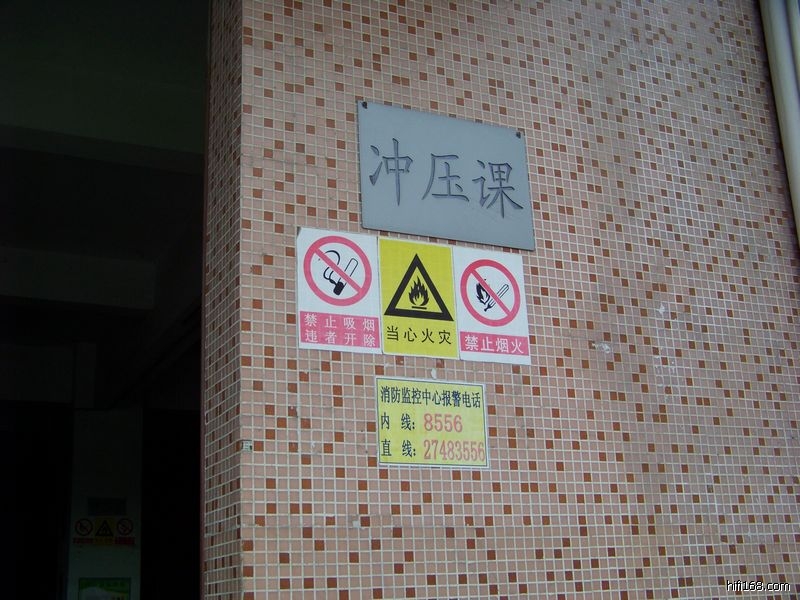 冲压课
禁止吸烟
违者开除
当心火灾
禁止烟火
消防监控中心报警电话
内 线：8556
直 线：27483556
hifi168.com